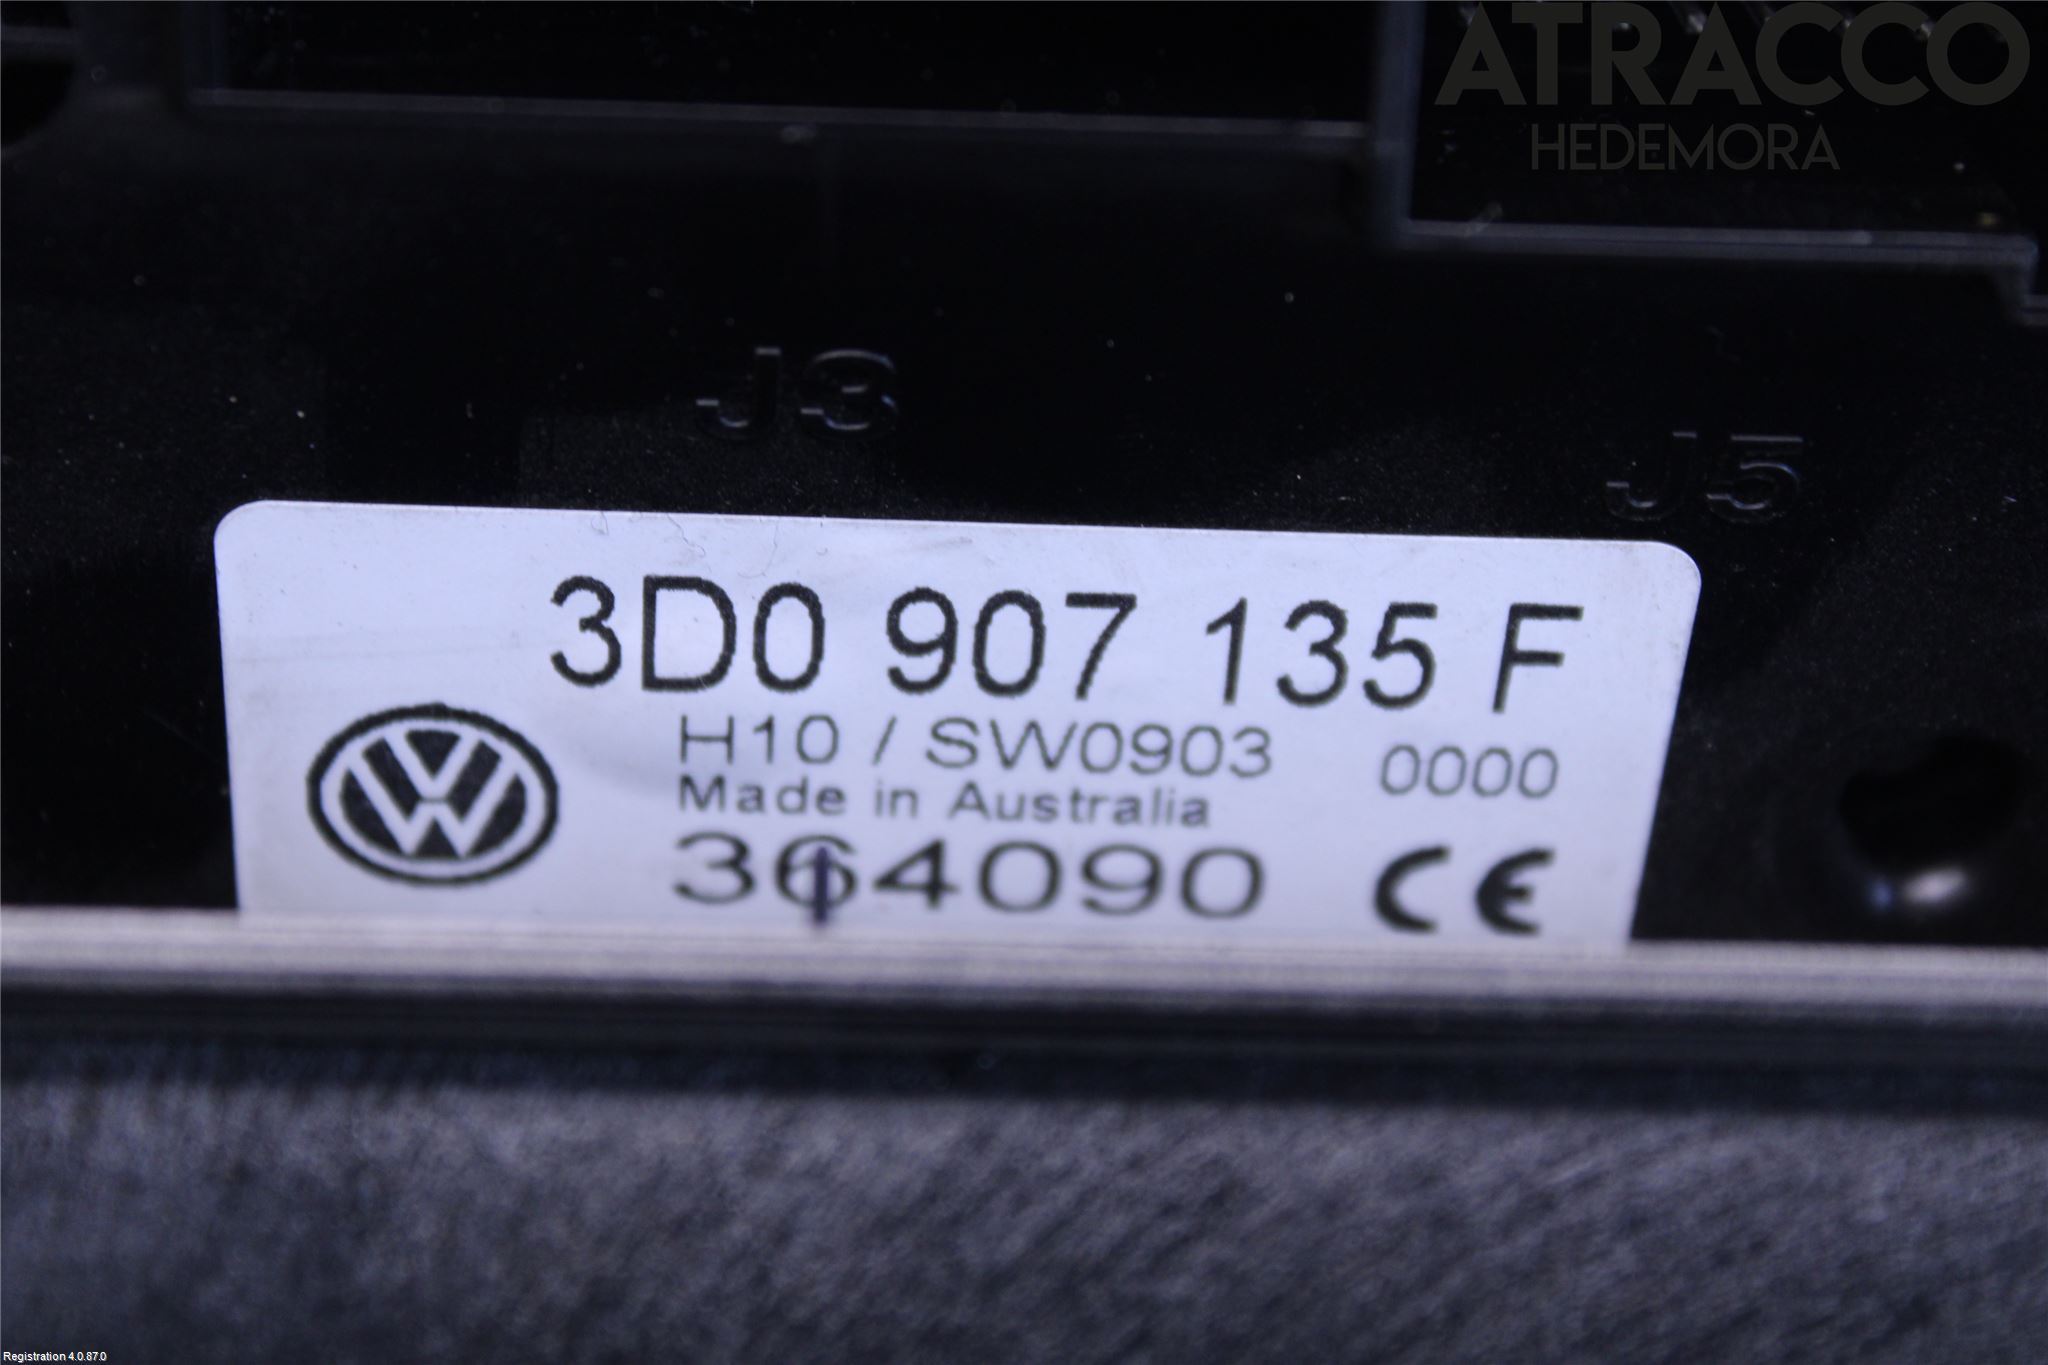 ATRACCO
HEDEMORA
J3
J5
3D0 907 135 F
H10 / SW0903 0000
Made in Australia
364090 CE
Registration 4.0.87.0